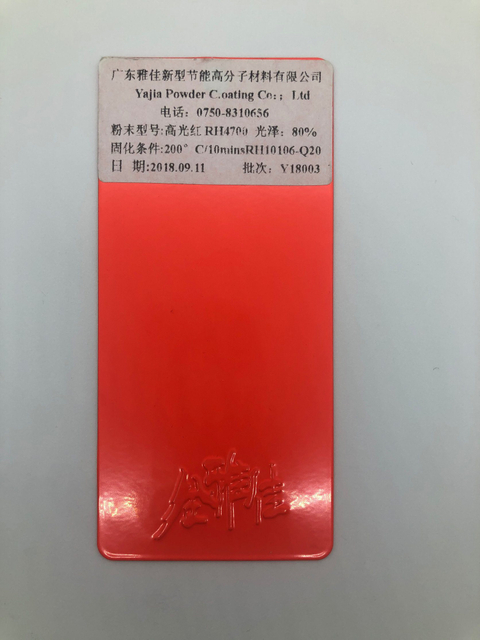 广东雅佳新型节能高分子材料有限公司
Yajia Powder C.oating Co:; Ltd
电话: 0750-8310656
粉末型号:高光红 RH4700 光泽: 80%
固化条件:200° C/10minsRH10106-Q20
日 期:2018.09.11 批次: Y18003
雅佳